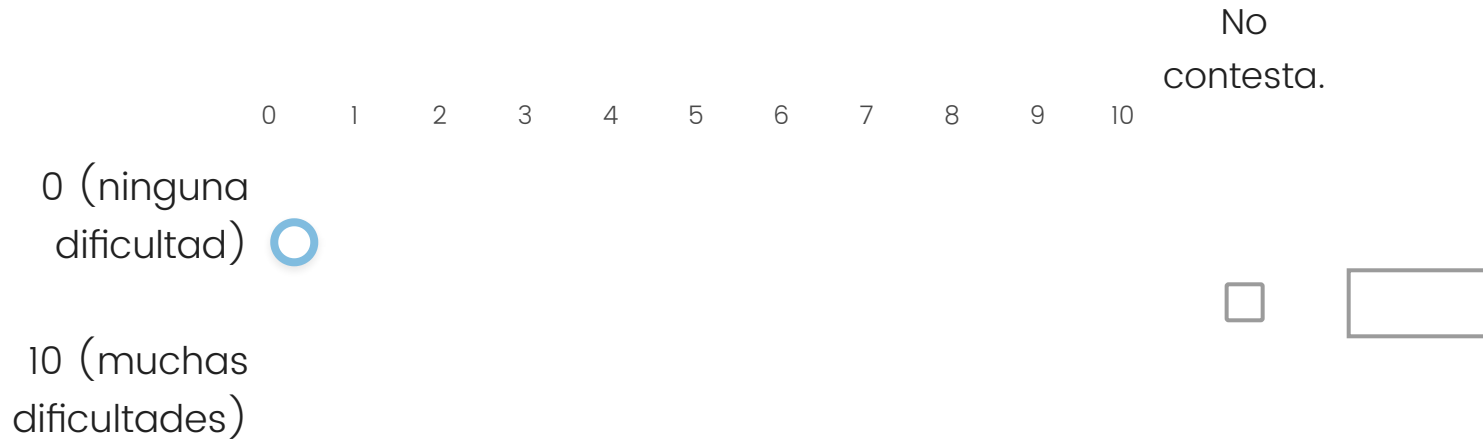 No
contesta.
0 1 2 3 4 5 6 7 8 9 10
0 (ninguna
dificultad)
10 (muchas
dificultades)